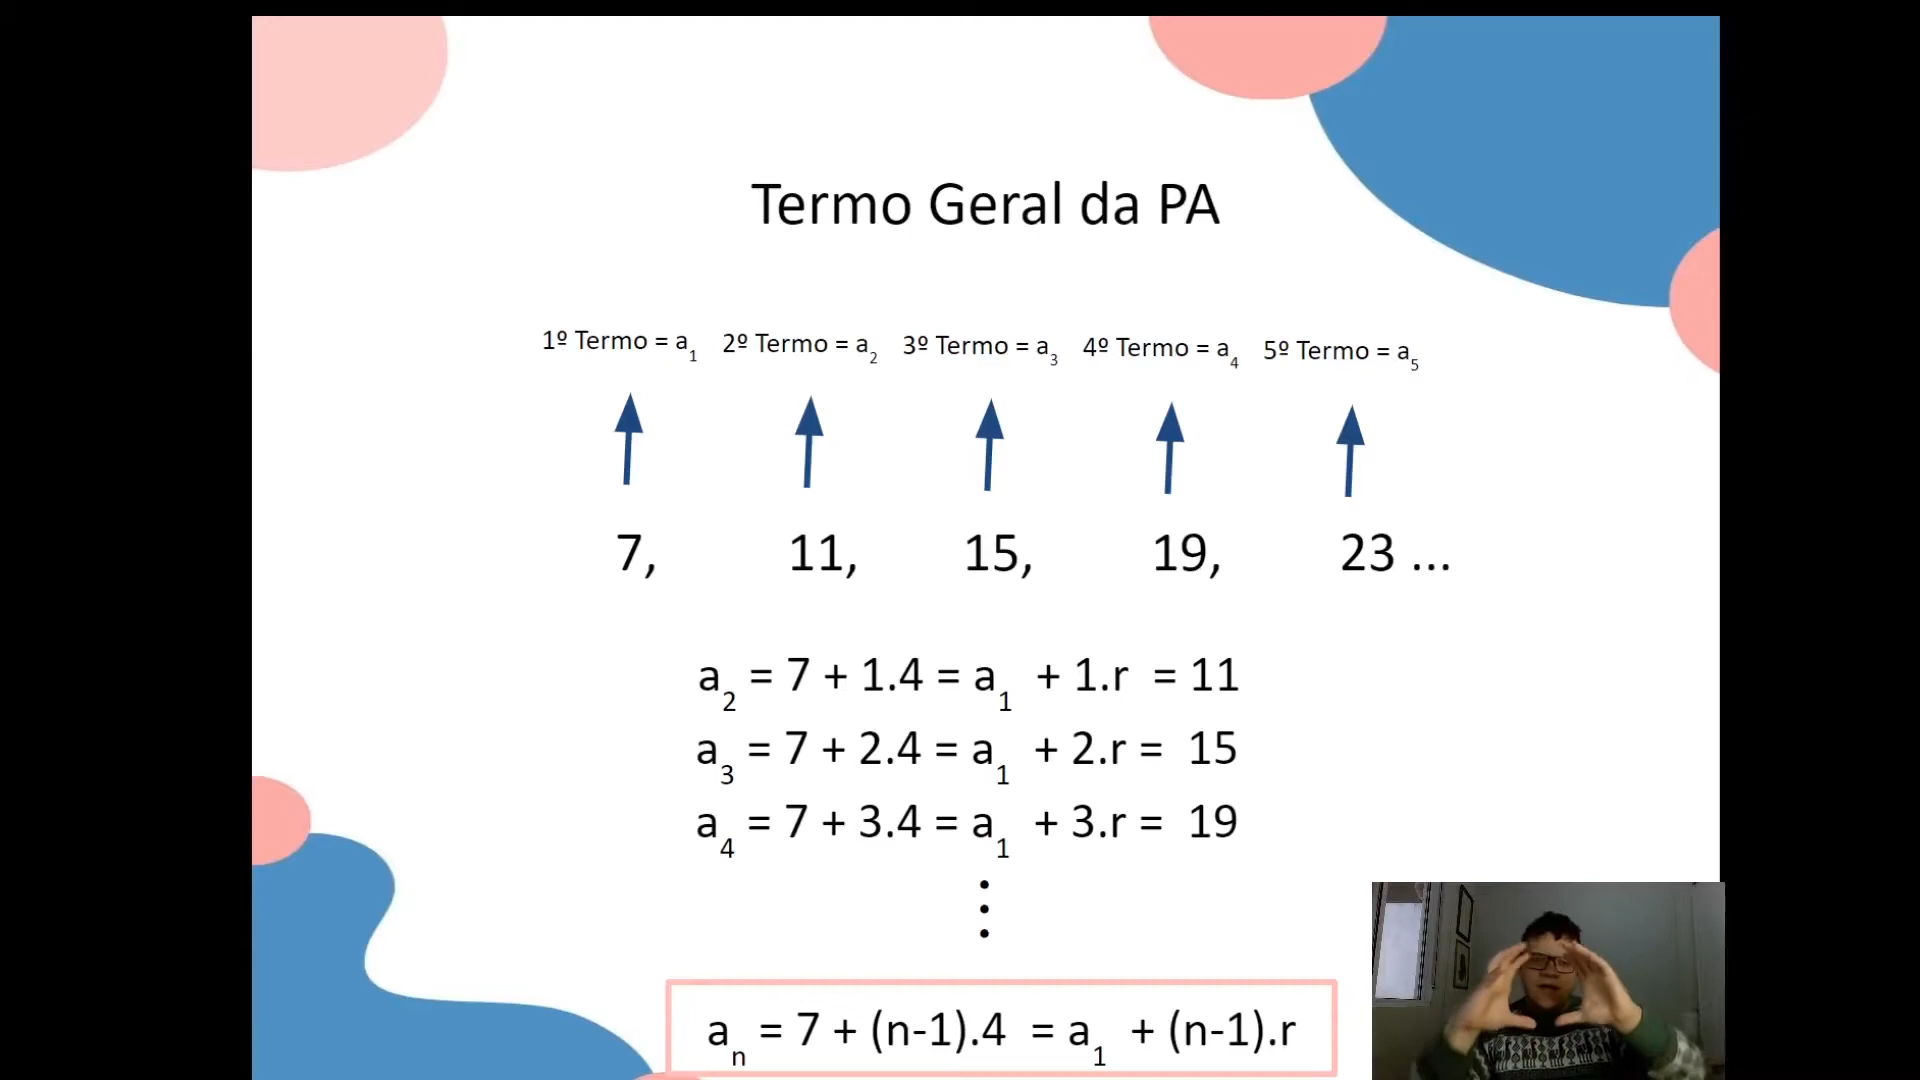 Termo Geral da PA
1º Termo = a₁ 2º Termo = a₂ 3º Termo = a₃ 4º Termo = a₄ 5º Termo = a₅
7, 11, 15, 19, 23 ...
a₂ = 7 + 1.4 = a₁ + 1.r = 11
a₃ = 7 + 2.4 = a₁ + 2.r = 15
a₄ = 7 + 3.4 = a₁ + 3.r = 19
⋮
aₙ = 7 + (n-1).4 = a₁ + (n-1).r